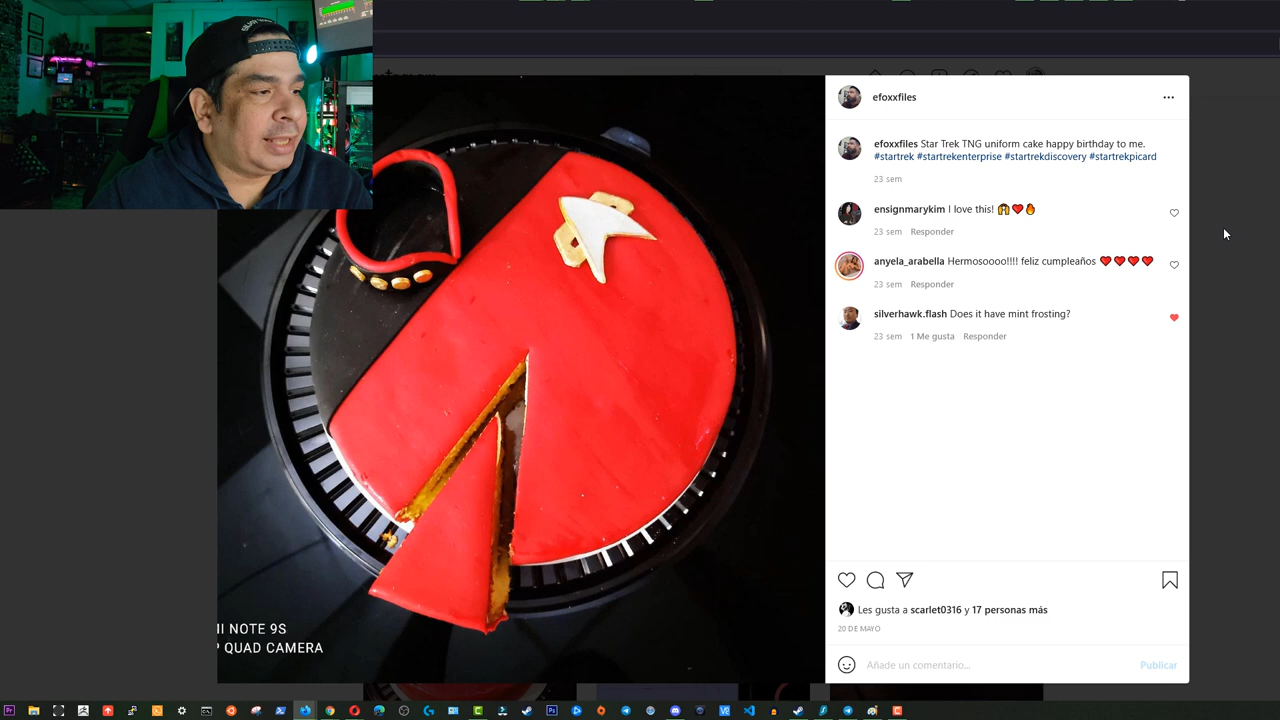 efoxxfiles
efoxxfiles Star Trek TNG uniform cake happy birthday to me.
#startrek #startrekenterprise #startrekdiscovery #startrekpicard
23 sem
ensignmarykim I love this! 🙌❤️🔥
23 sem Responder
anyela_arabella Hermosoooo!!!! feliz cumpleaños ❤️❤️❤️❤️
23 sem Responder
silverhawk.flash Does it have mint frosting?
23 sem 1 Me gusta Responder
Les gusta a scarlet0316 y 17 personas más
20 DE MAYO
Añade un comentario... Publicar
NOTE 9S
QUAD CAMERA